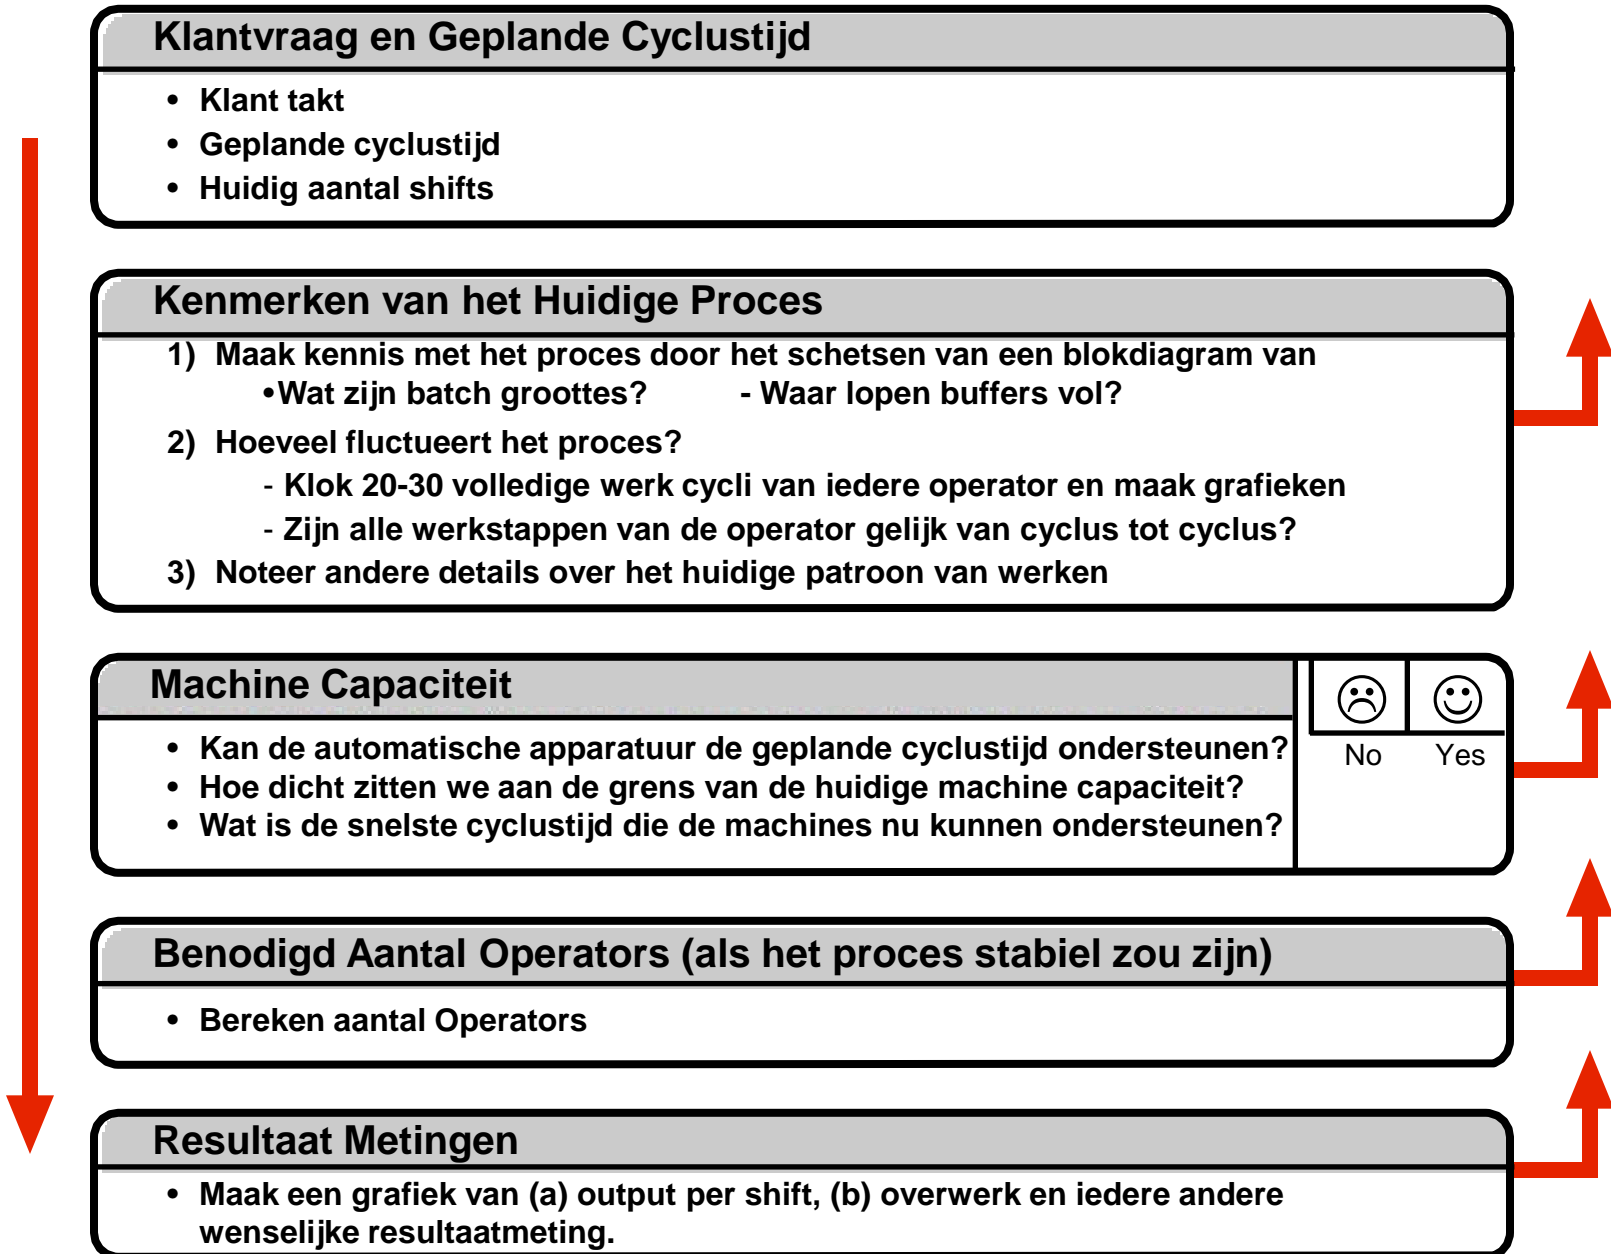 Klantvraag en Geplande Cyclustijd
• Klant takt
• Geplande cyclustijd
• Huidig aantal shifts
Kenmerken van het Huidige Proces
1) Maak kennis met het proces door het schetsen van een blokdiagram van
•Wat zijn batch groottes? - Waar lopen buffers vol?
2) Hoeveel fluctueert het proces?
- Klok 20-30 volledige werk cycli van iedere operator en maak grafieken
- Zijn alle werkstappen van de operator gelijk van cyclus tot cyclus?
3) Noteer andere details over het huidige patroon van werken
Machine Capaciteit
• Kan de automatische apparatuur de geplande cyclustijd ondersteunen?
• Hoe dicht zitten we aan de grens van de huidige machine capaciteit?
• Wat is de snelste cyclustijd die de machines nu kunnen ondersteunen?
No Yes
Benodigd Aantal Operators (als het proces stabiel zou zijn)
• Bereken aantal Operators
Resultaat Metingen
• Maak een grafiek van (a) output per shift, (b) overwerk en iedere andere
wenselijke resultaatmeting.